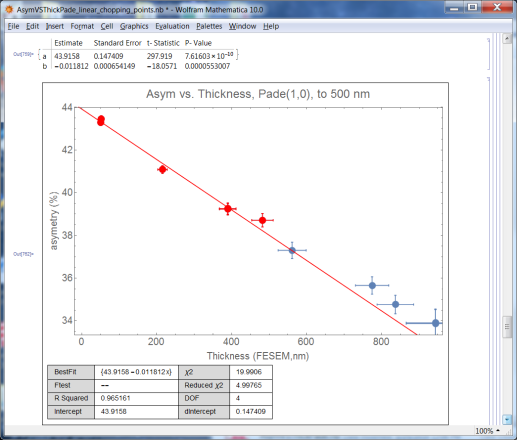 AsymVSThickPade_linear_chopping_points.nb * - Wolfram Mathematica 10.0
File Edit Insert Format Cell Graphics Evaluation Palettes Window Help
Estimate Standard Error t- Statistic P- Value
Out[759]= { a 43.9158 0.147409 297.919 7.61603×10⁻¹⁰ }
b −0.011812 0.000654149 −18.0571 0.0000553007
Asym vs. Thickness, Pade(1,0), to 500 nm
44
42
40
38
36
34
asymetry (%)
Out[762]=
0 200 400 600 800
Thickness (FESEM,nm)
BestFit {43.9158 −0.011812x} χ2 19.9906
Ftest −− Reduced χ2 4.99765
R Squared 0.965161 DOF 4
Intercept 43.9158 dIntercept 0.147409
100%